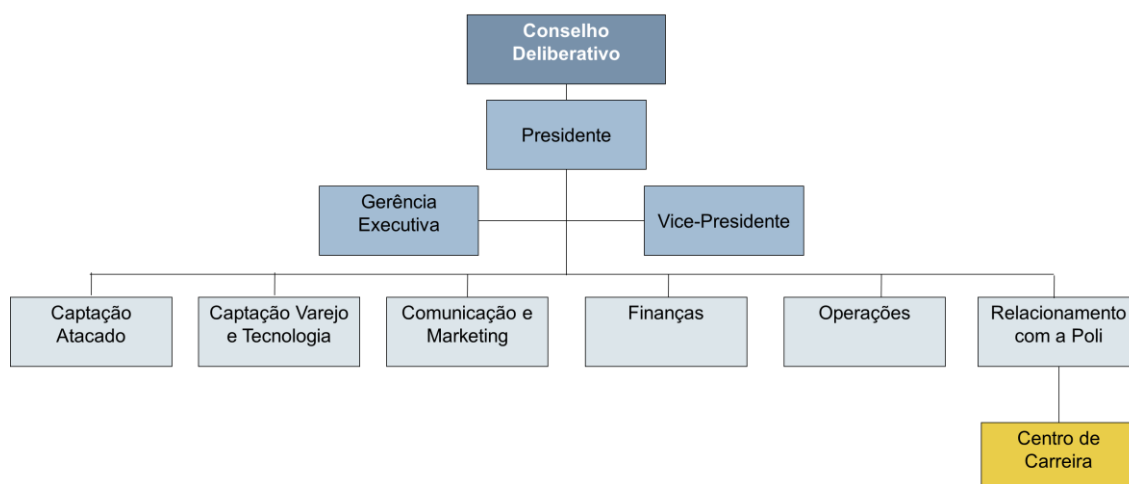 Conselho
Deliberativo
Presidente
Gerência
Executiva
Vice-Presidente
Captação
Atacado
Captação Varejo
e Tecnologia
Comunicação e
Marketing
Finanças
Operações
Relacionamento
com a Poli
Centro de
Carreira